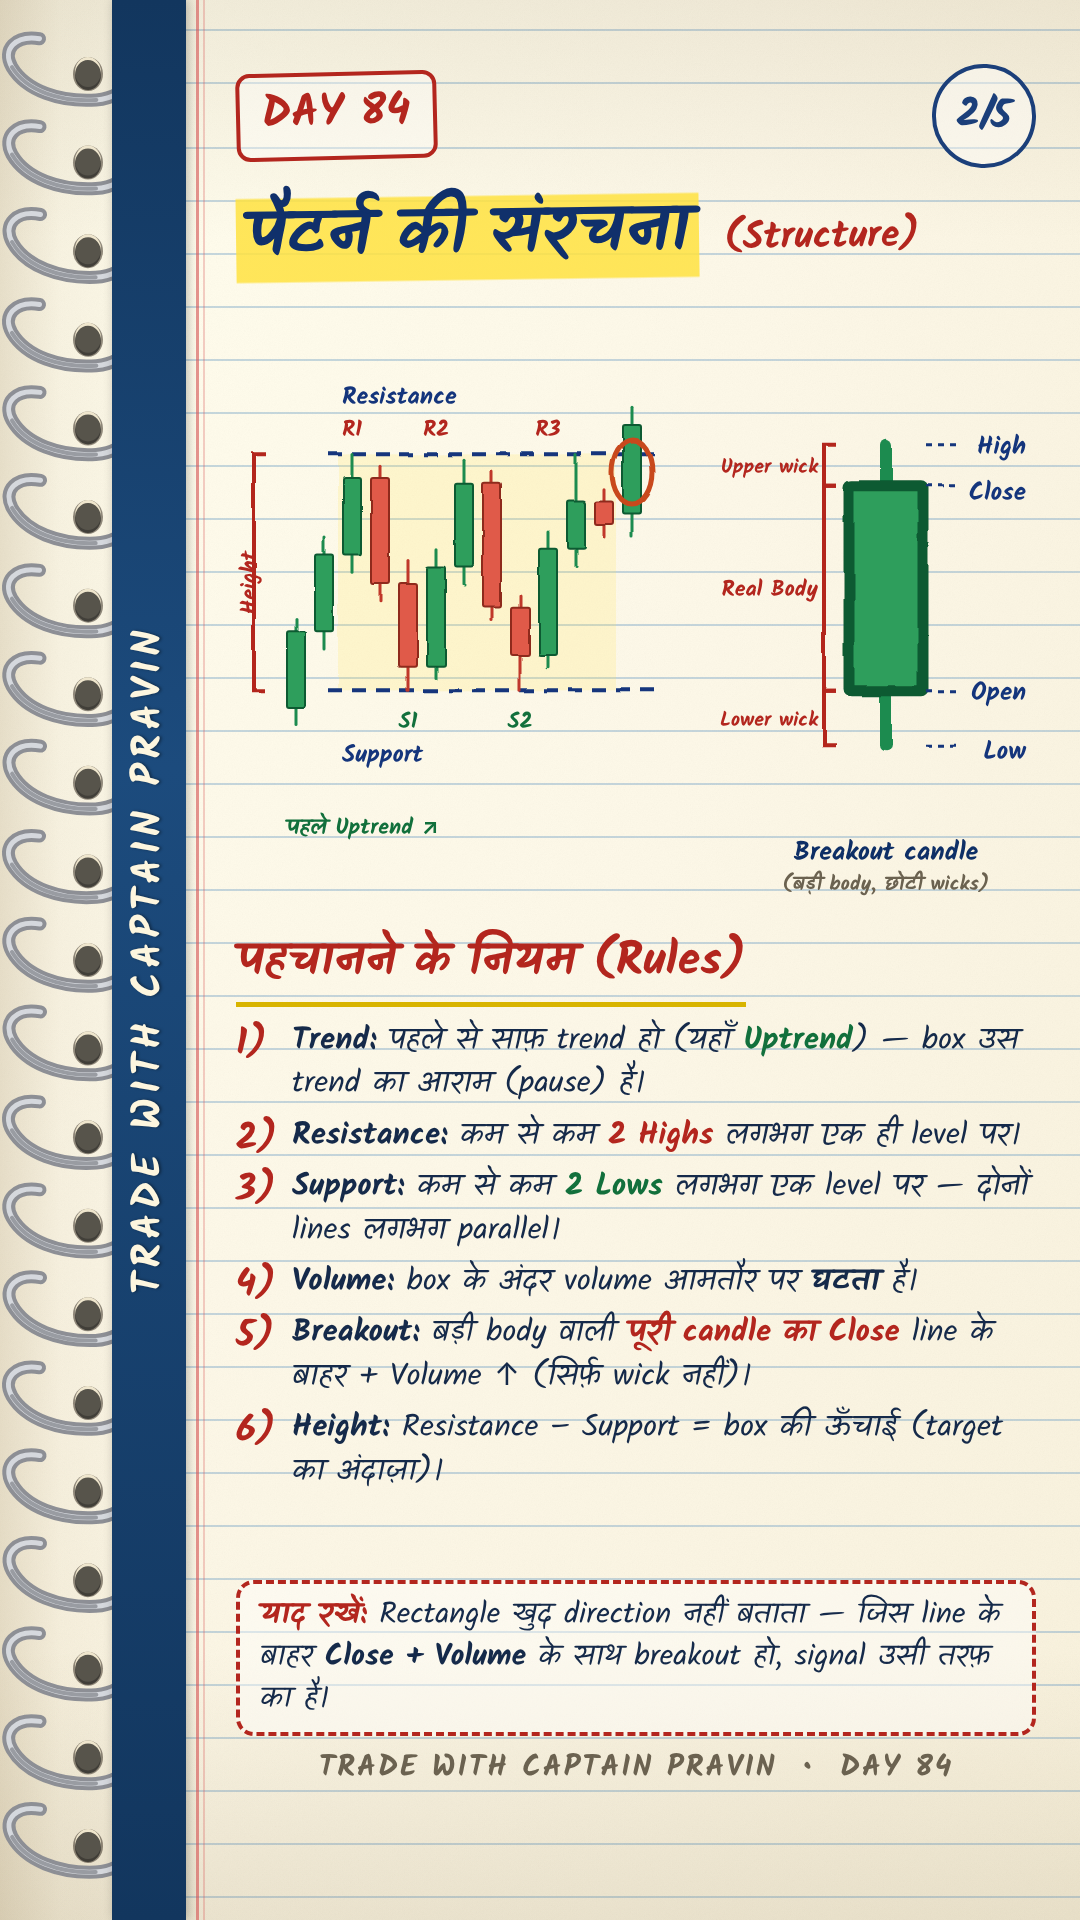 DAY 84
2/5
पैटर्न की संरचना (Structure)
Resistance
R1 R2 R3
Height
S1 S2
Support
पहले Uptrend ↗
Upper wick
Real Body
Lower wick
High
Close
Open
Low
Breakout candle
(बड़ी body, छोटी wicks)
TRADE WITH CAPTAIN PRAVIN
पहचानने के नियम (Rules)
1) Trend: पहले से साफ़ trend हो (यहाँ Uptrend) — box उस
trend का आराम (pause) है।
2) Resistance: कम से कम 2 Highs लगभग एक ही level पर।
3) Support: कम से कम 2 Lows लगभग एक level पर — दोनों
lines लगभग parallel।
4) Volume: box के अंदर volume आमतौर पर घटता है।
5) Breakout: बड़ी body वाली पूरी candle का Close line के
बाहर + Volume ↑ (सिर्फ़ wick नहीं)।
6) Height: Resistance − Support = box की ऊँचाई (target
का अंदाज़ा)।
याद रखें: Rectangle खुद direction नहीं बताता — जिस line के
बाहर Close + Volume के साथ breakout हो, signal उसी तरफ़
का है।
TRADE WITH CAPTAIN PRAVIN · DAY 84